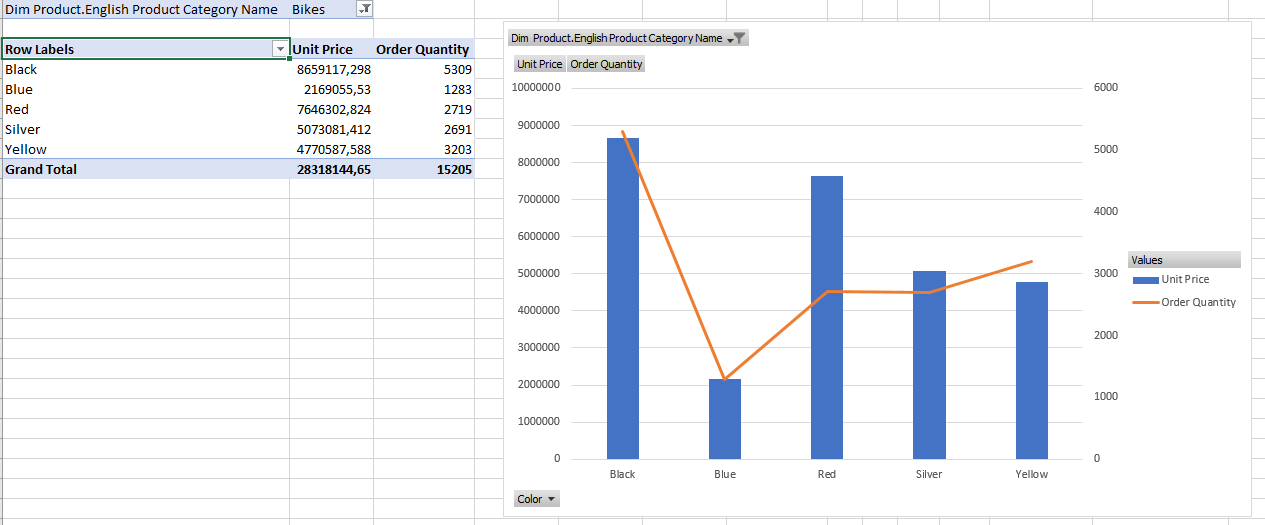 Dim Product.English Product Category Name Bikes
Row Labels Unit Price Order Quantity
Black 8659117,298 5309
Blue 2169055,53 1283
Red 7646302,824 2719
Silver 5073081,412 2691
Yellow 4770587,588 3203
Grand Total 28318144,65 15205
Dim Product.English Product Category Name
Unit Price Order Quantity
10000000
9000000
8000000
7000000
6000000
5000000
4000000
3000000
2000000
1000000
0
6000
5000
4000
3000
2000
1000
0
Black Blue Red Silver Yellow
Values
Unit Price
Order Quantity
Color